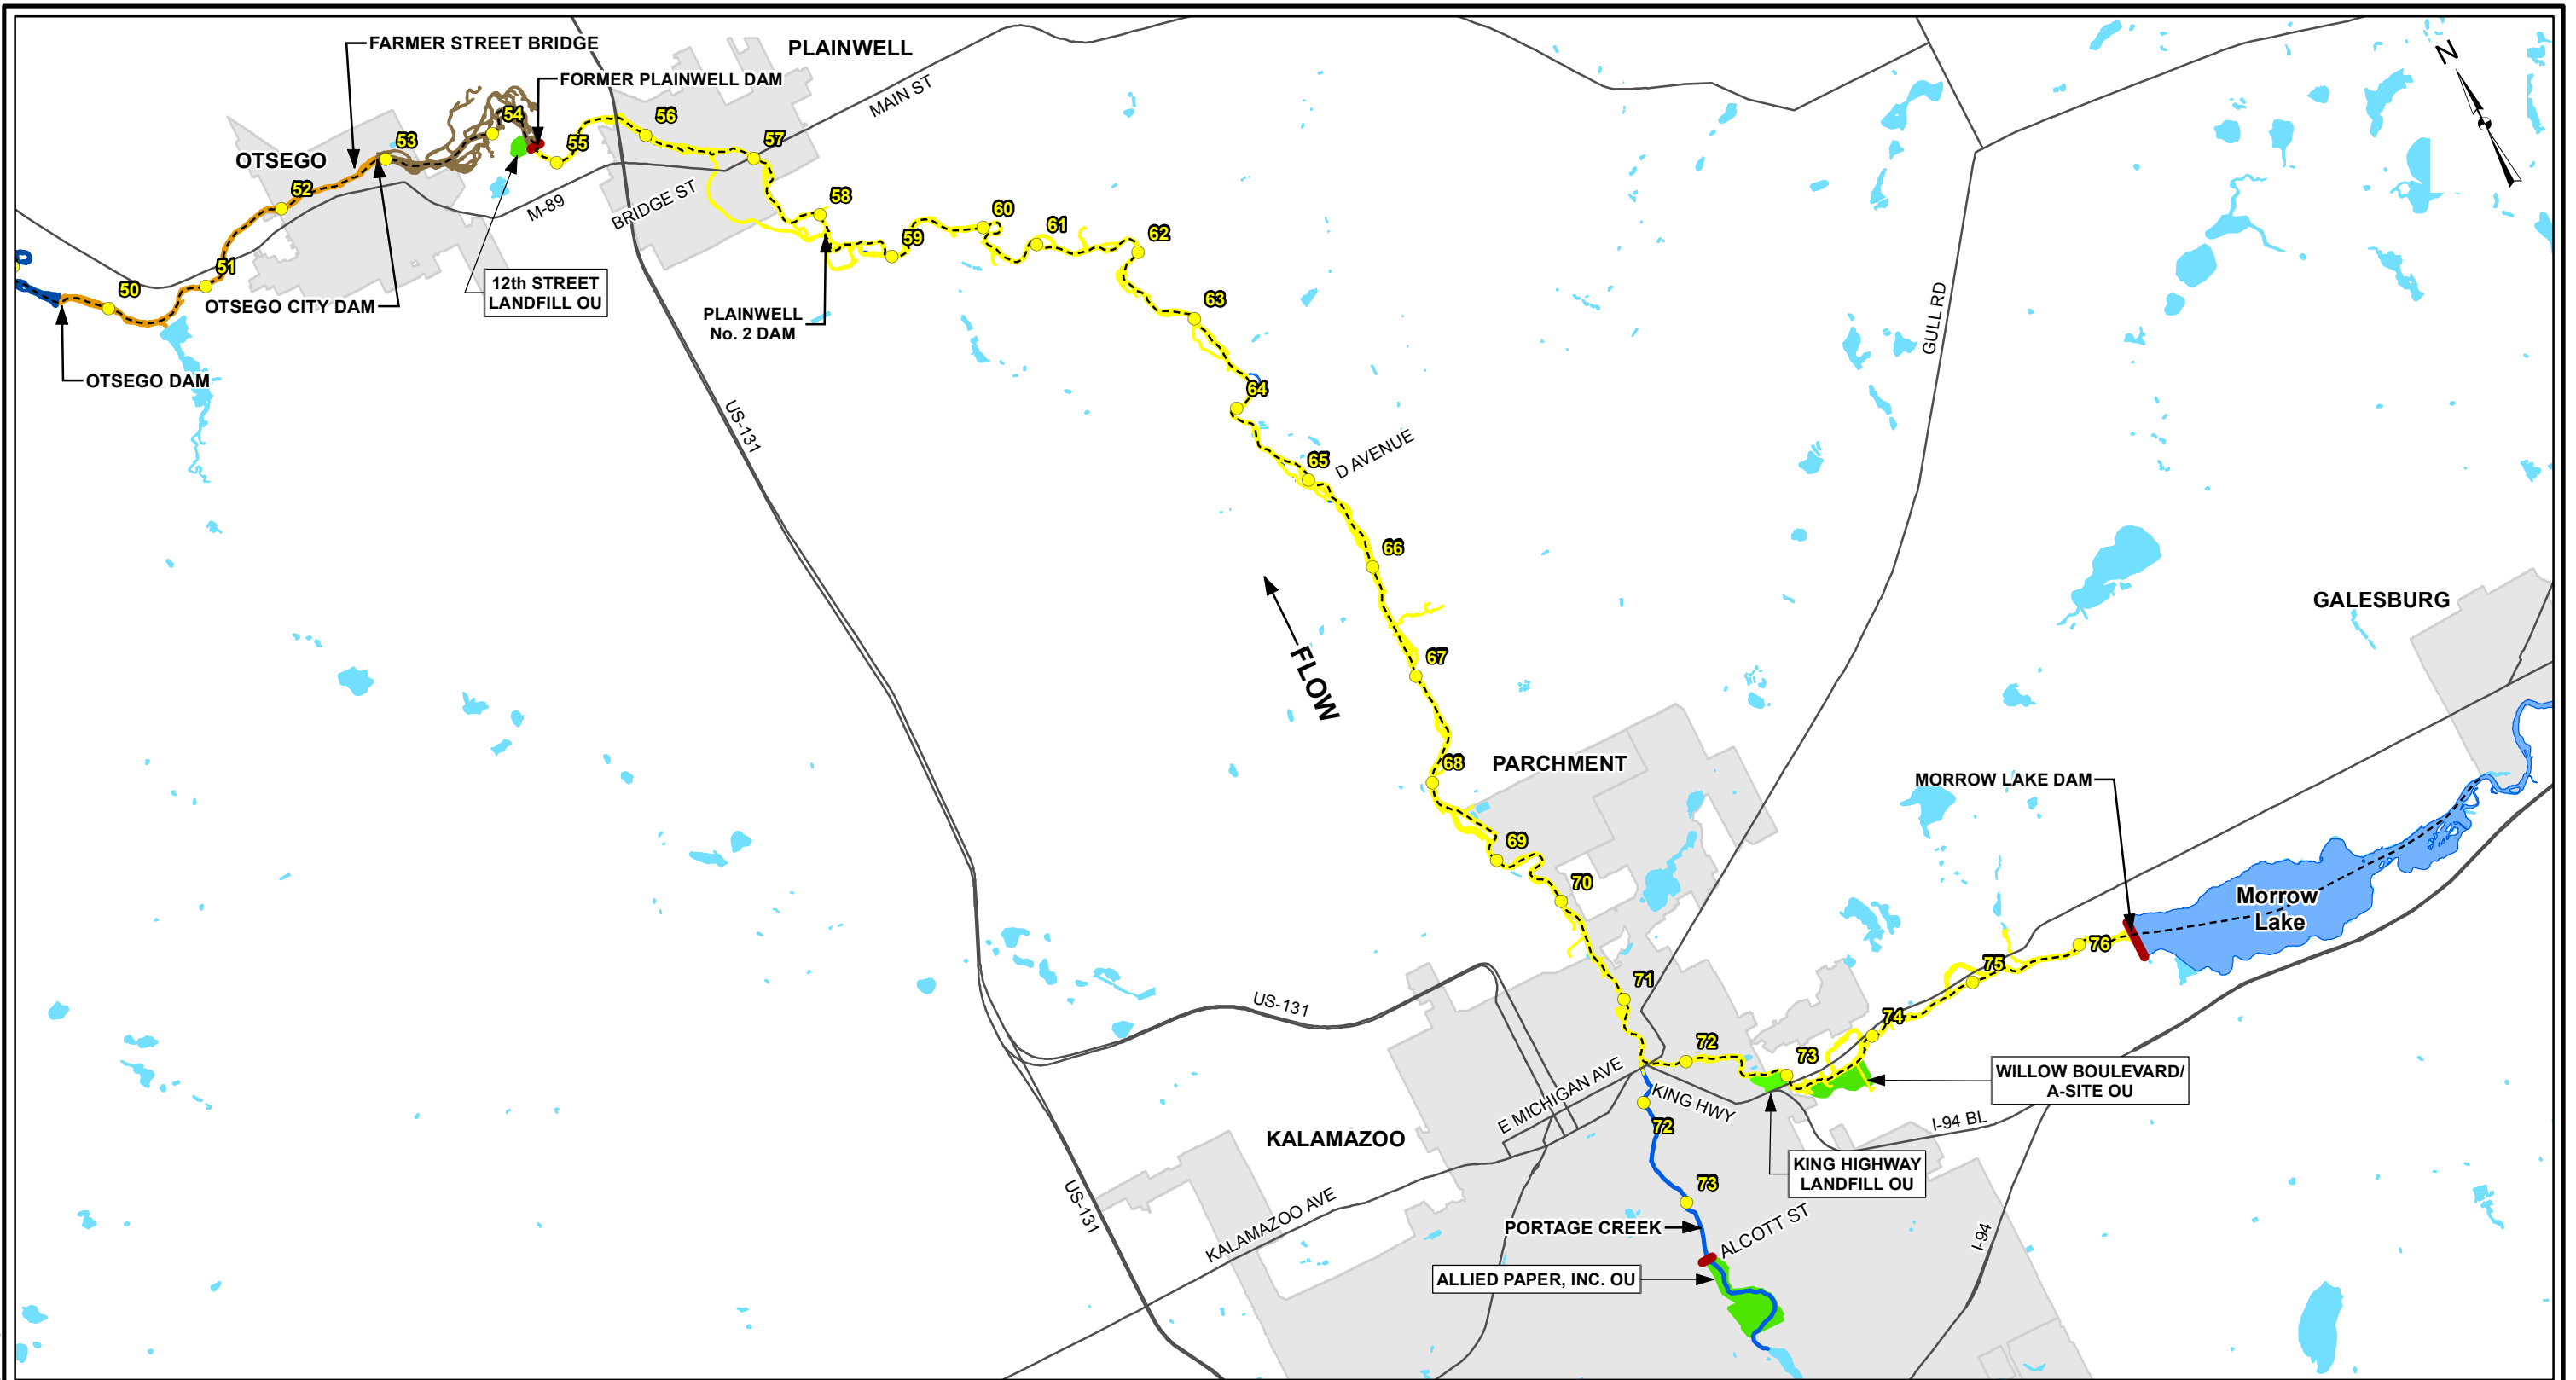 FARMER STREET BRIDGE
PLAINWELL
N
FORMER PLAINWELL DAM
MAIN ST
54
56
53
55
57
OTSEGO
52
M-89
BRIDGE ST
58
60
59
61
62
51
50
12th STREET
LANDFILL OU
OTSEGO CITY DAM
63
PLAINWELL
No. 2 DAM
GULL RD
OTSEGO DAM
64
US-131
65
D AVENUE
66
GALESBURG
67
FLOW
68
PARCHMENT
MORROW LAKE DAM
69
70
Morrow
Lake
76
75
71
US-131
74
72
73
WILLOW BOULEVARD/
A-SITE OU
E MICHIGAN AVE
KING HWY
72
I-94 BL
KALAMAZOO
KING HIGHWAY
LANDFILL OU
73
US-131
KALAMAZOO AVE
PORTAGE CREEK
ALCOTT ST
I-94
ALLIED PAPER, INC. OU